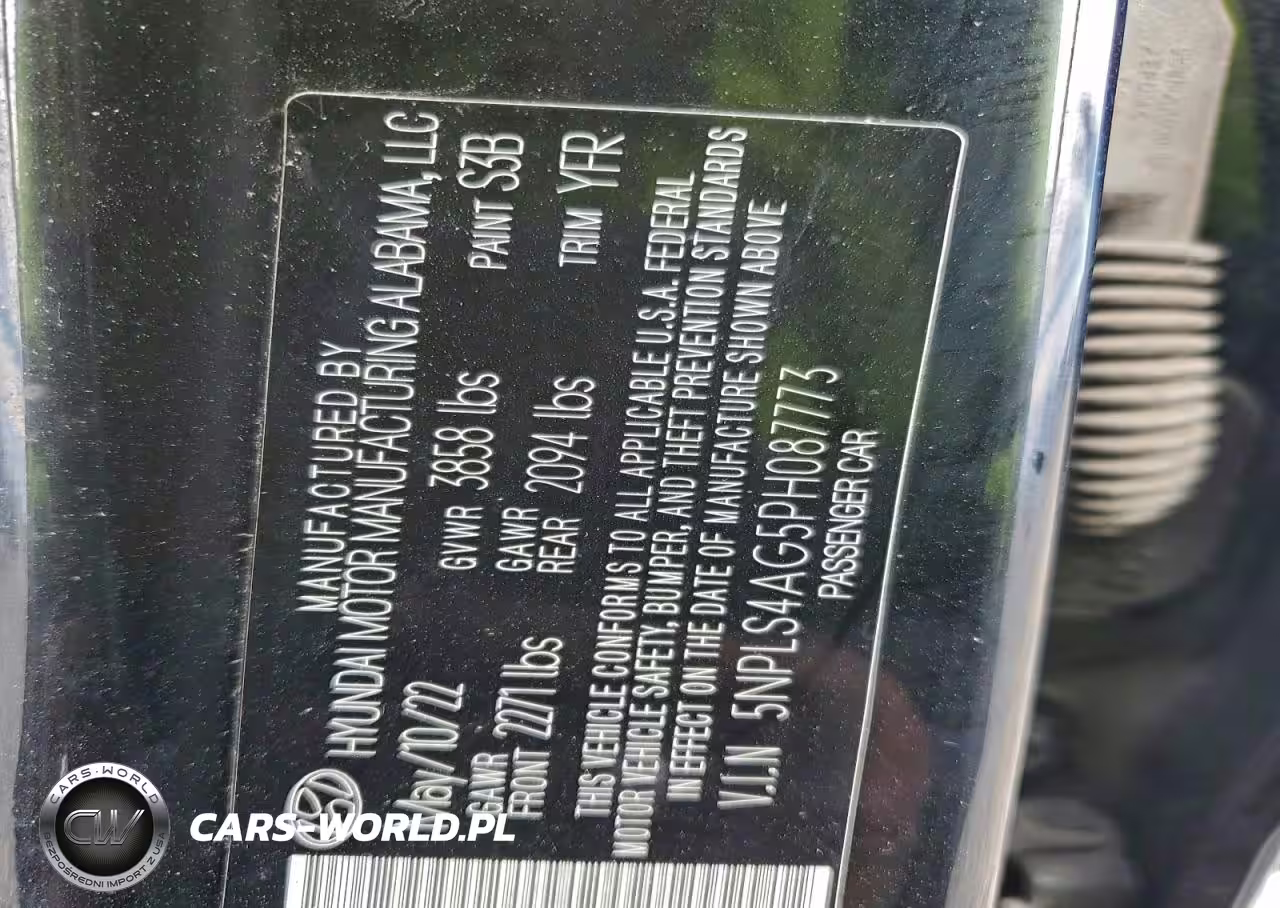 MANUFACTURED BY
HYUNDAI MOTOR MANUFACTURING ALABAMA, LLC
May/10/22 GVWR 3858 lbs PAINT S3B
GAWR FRONT 2271 lbs GAWR REAR 2094 lbs TRIM YFR
THIS VEHICLE CONFORMS TO ALL APPLICABLE U.S.A. FEDERAL
MOTOR VEHICLE SAFETY, BUMPER, AND THEFT PREVENTION STANDARDS
IN EFFECT ON THE DATE OF MANUFACTURE SHOWN ABOVE
V.I.N 5NPLS4AG5PH087773
PASSENGER CAR
CARS-WORLD
CW
BEZPOŚREDNI IMPORT Z USA
CARS-WORLD.PL